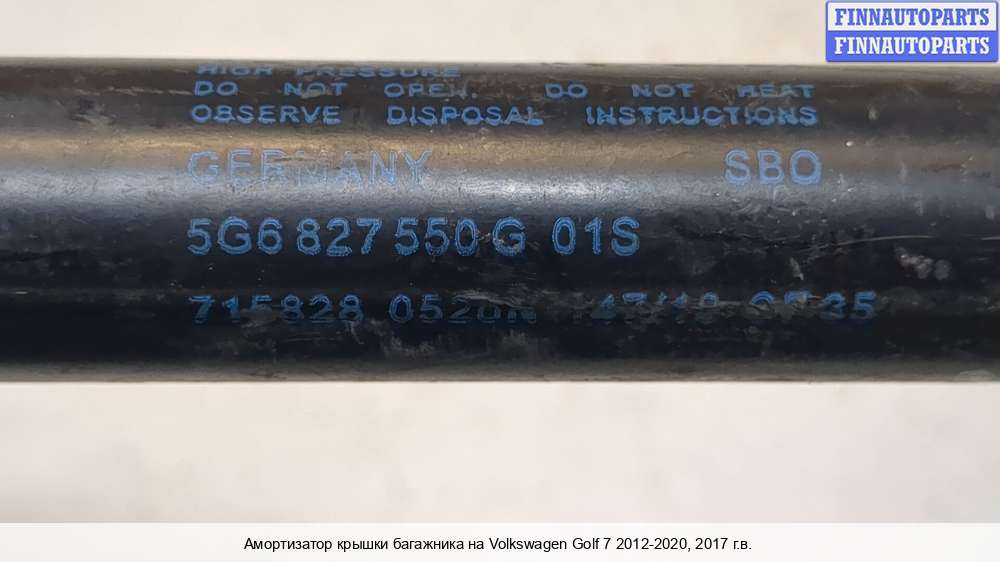 FINNAUTOPARTS
FINNAUTOPARTS
HIGH PRESSURE
DO NOT OPEN. DO NOT HEAT
OBSERVE DISPOSAL INSTRUCTIONS
GERMANY SBO
5G6 827 550 G 01S
715828 0520N
Амортизатор крышки багажника на Volkswagen Golf 7 2012-2020, 2017 г.в.